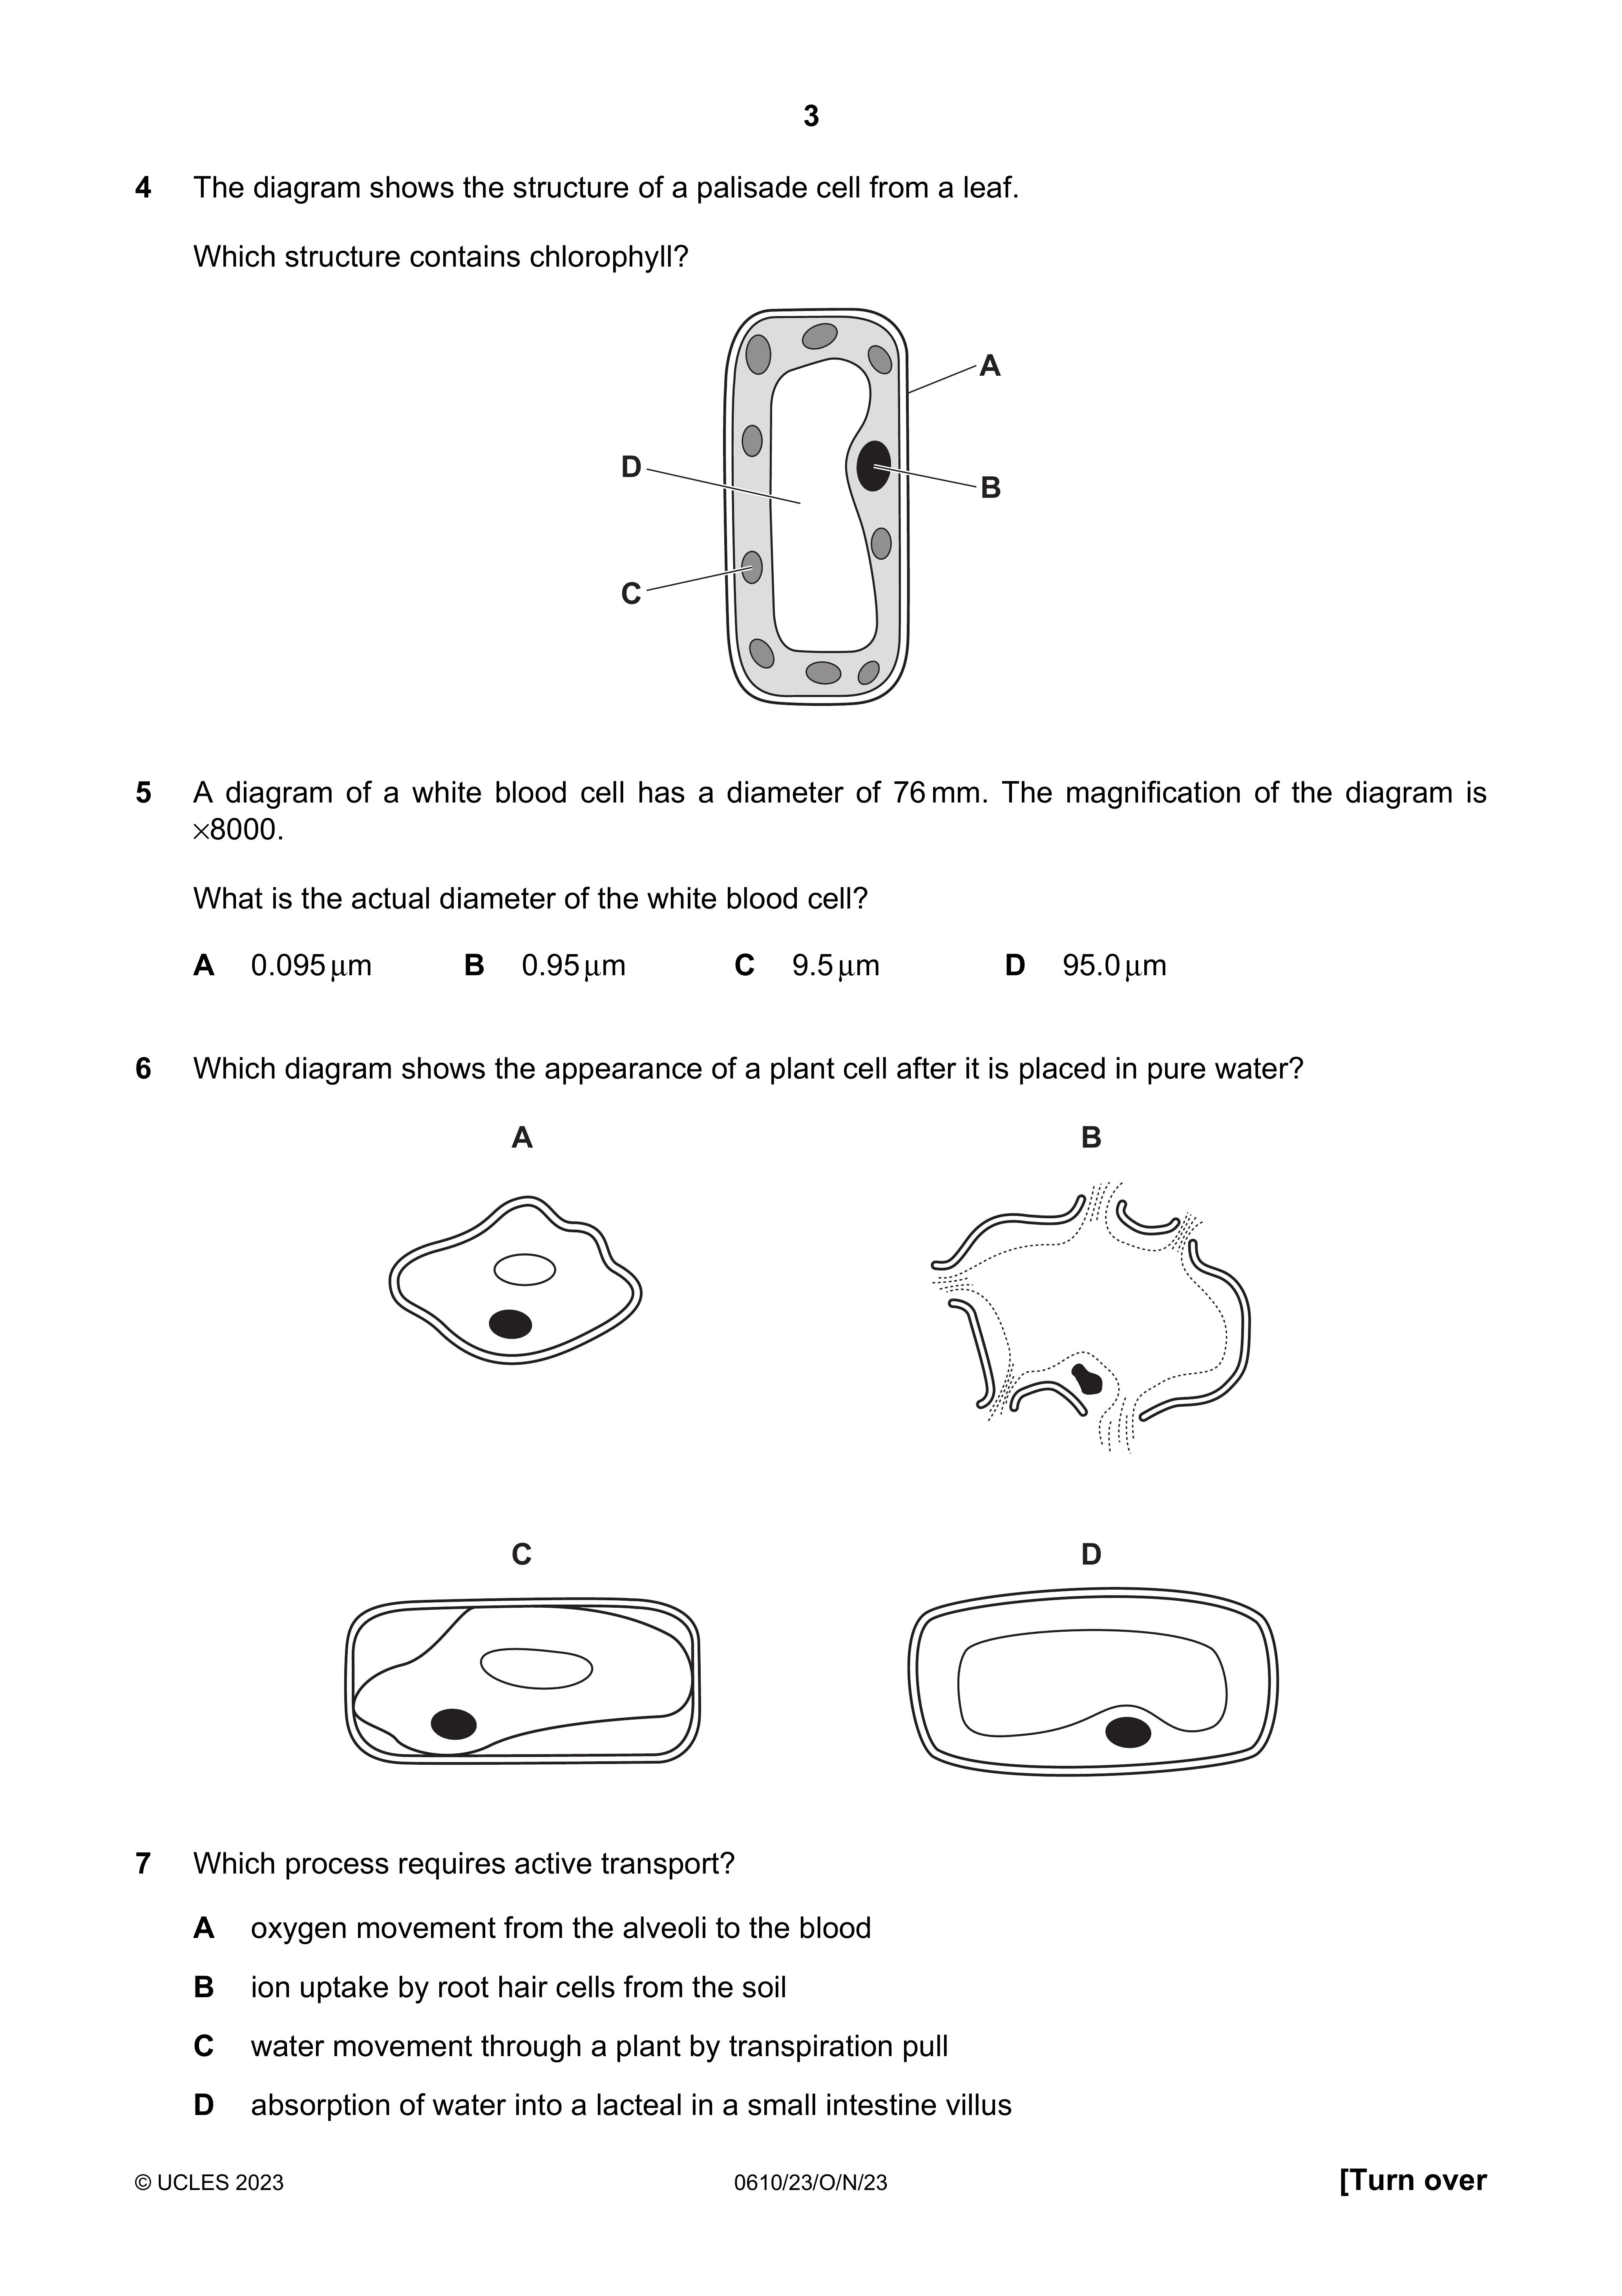 3
4 The diagram shows the structure of a palisade cell from a leaf.
Which structure contains chlorophyll?
A
B
D
C
5 A diagram of a white blood cell has a diameter of 76 mm. The magnification of the diagram is
×8000.
What is the actual diameter of the white blood cell?
A 0.095 μm B 0.95 μm C 9.5 μm D 95.0 μm
6 Which diagram shows the appearance of a plant cell after it is placed in pure water?
A B
C D
7 Which process requires active transport?
A oxygen movement from the alveoli to the blood
B ion uptake by root hair cells from the soil
C water movement through a plant by transpiration pull
D absorption of water into a lacteal in a small intestine villus
© UCLES 2023 0610/23/O/N/23 [Turn over